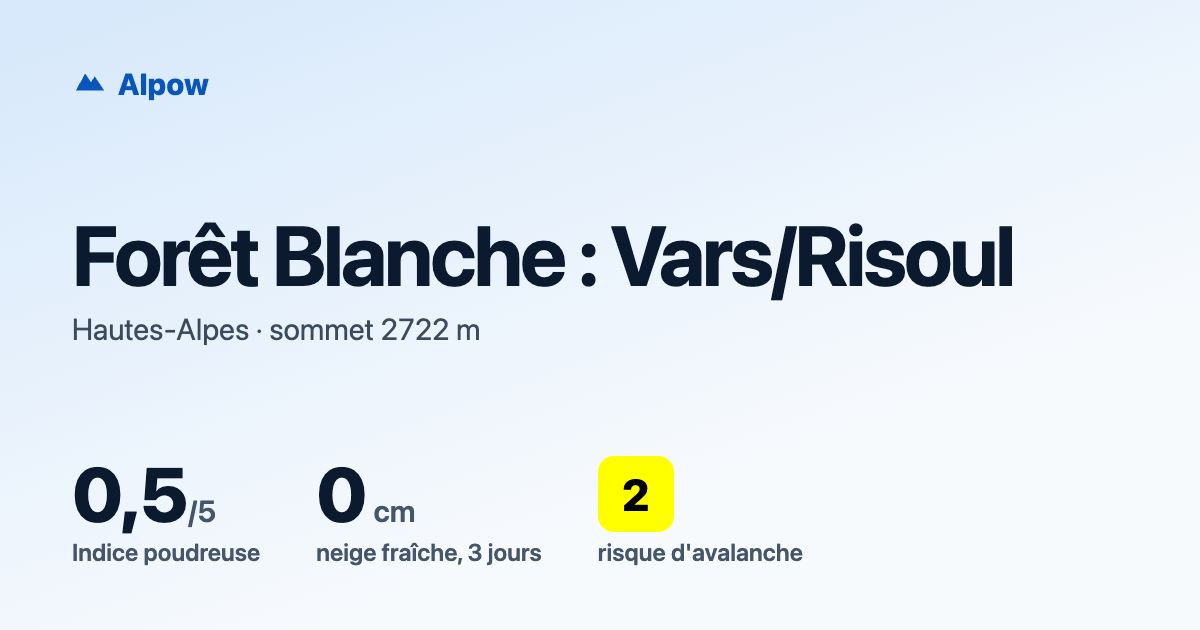 Alpow
Forêt Blanche : Vars/Risoul
Hautes-Alpes · sommet 2722 m
0,5/5
Indice poudreuse
0 cm
neige fraîche, 3 jours
2
risque d'avalanche